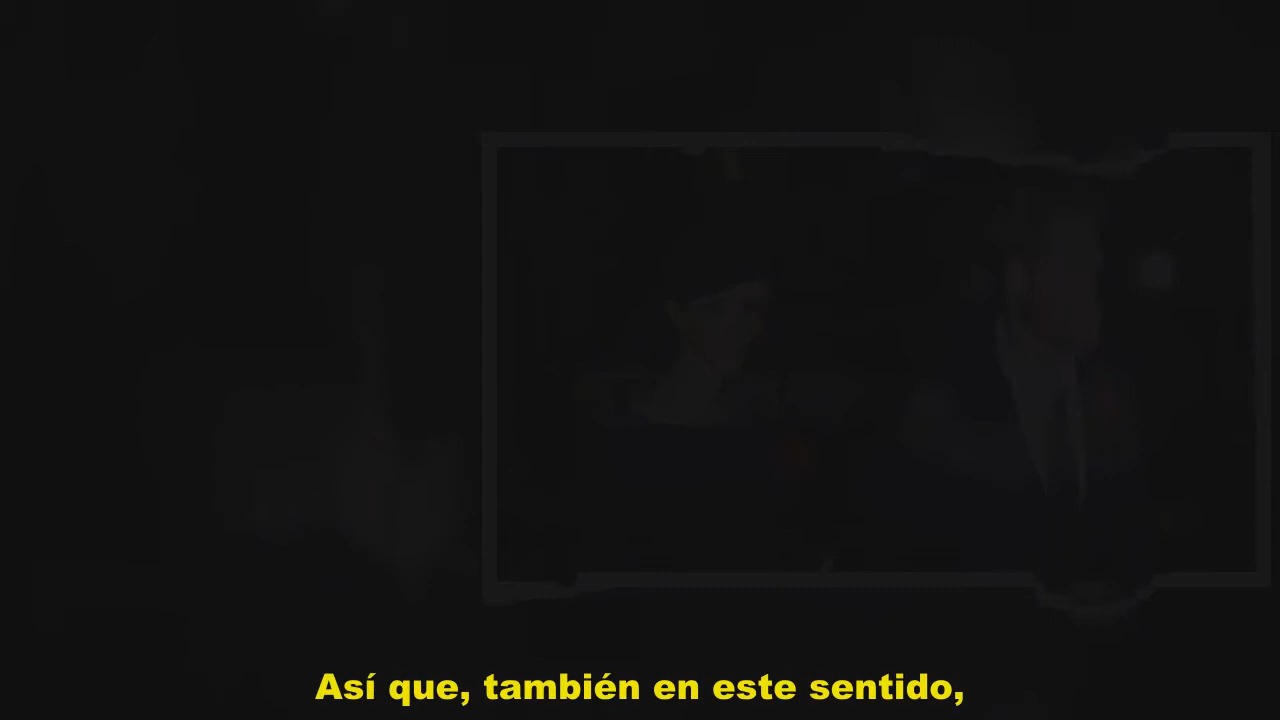 Así que, también en este sentido,